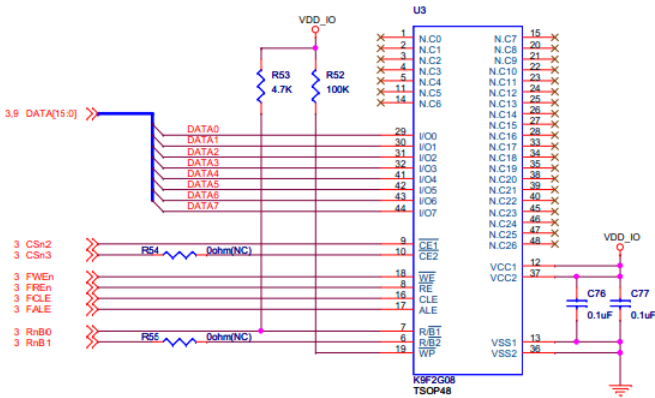 U3
VDD_IO
R53
4.7K
R52
100K
3,9 DATA[15:0]
DATA0
DATA1
DATA2
DATA3
DATA4
DATA5
DATA6
DATA7
3 CSn2
3 CSn3
R54
0ohm(NC)
3 FWEn
3 FREn
3 FCLE
3 FALE
3 RnBI0
3 RnB1
R55
0ohm(NC)
1 N.C0
2 N.C1
3 N.C2
4 N.C3
5 N.C4
11 N.C5
14 N.C6
29 I/O0
30 I/O1
31 I/O2
32 I/O3
41 I/O4
42 I/O5
43 I/O6
44 I/O7
9 CE1
10 CE2
18 WE
8 RE
16 CLE
17 ALE
7 R/B1
6 R/B2
19 WP
N.C7 15
N.C8 20
N.C9 21
N.C10 22
N.C11 23
N.C12 24
N.C13 25
N.C14 26
N.C15 27
N.C16 28
N.C17 33
N.C18 34
N.C19 35
N.C20 38
N.C21 39
N.C22 40
N.C23 45
N.C24 46
N.C25 47
N.C26 48
VCC1 12
VCC2 37
VSS1 13
VSS2 36
VDD_IO
C76
0.1uF
C77
0.1uF
K9F2G08
TSOP48